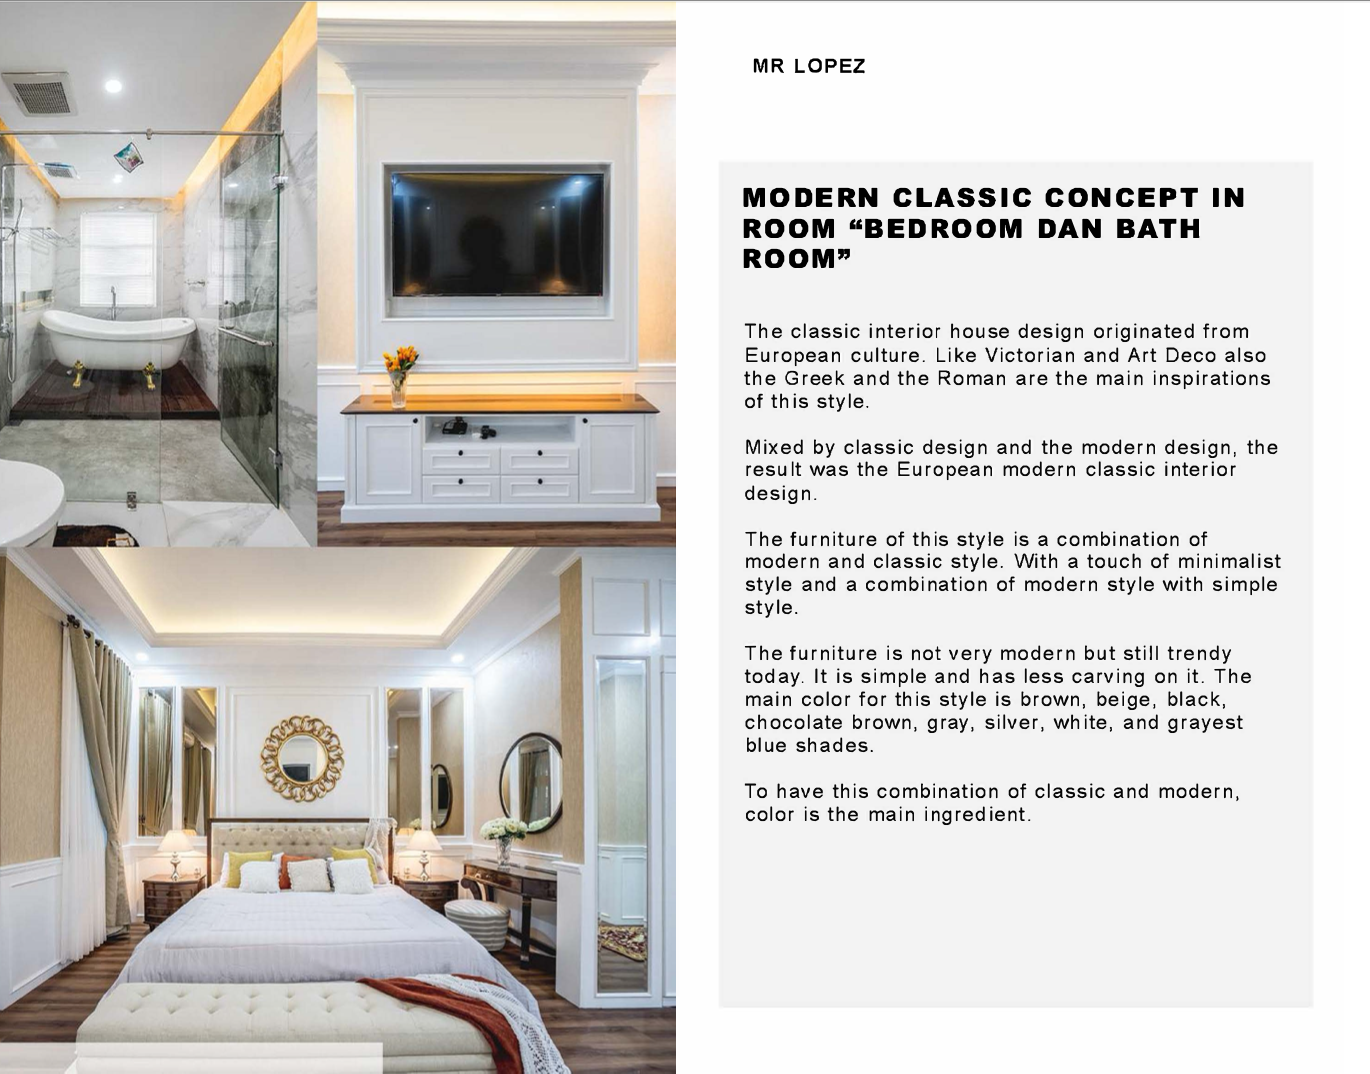 MR LOPEZ
MODERN CLASSIC CONCEPT IN
ROOM “BEDROOM DAN BATH
ROOM”
The classic interior house design originated from
European culture. Like Victorian and Art Deco also
the Greek and the Roman are the main inspirations
of this style.
Mixed by classic design and the modern design, the
result was the European modern classic interior
design.
The furniture of this style is a combination of
modern and classic style. With a touch of minimalist
style and a combination of modern style with simple
style.
The furniture is not very modern but still trendy
today. It is simple and has less carving on it. The
main color for this style is brown, beige, black,
chocolate brown, gray, silver, white, and grayest
blue shades.
To have this combination of classic and modern,
color is the main ingredient.